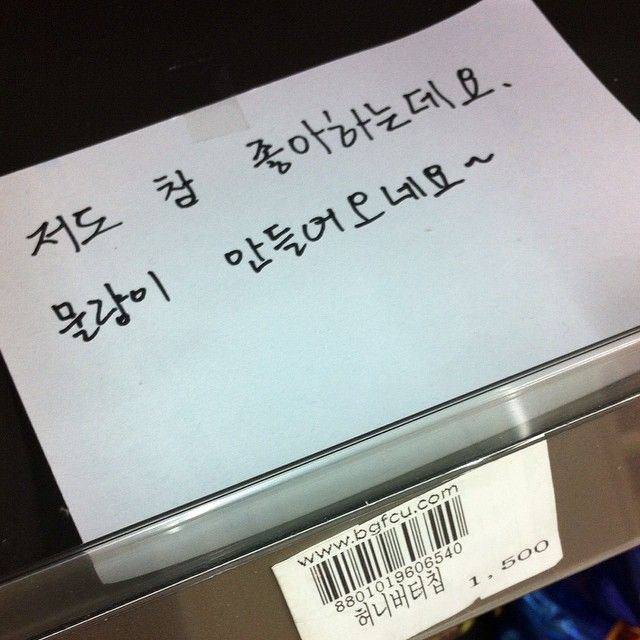 저도 참 좋아하는데요.
물량이 안들어오네요~
www.bgfcu.com
8801019606540
허니버터칩 1,500